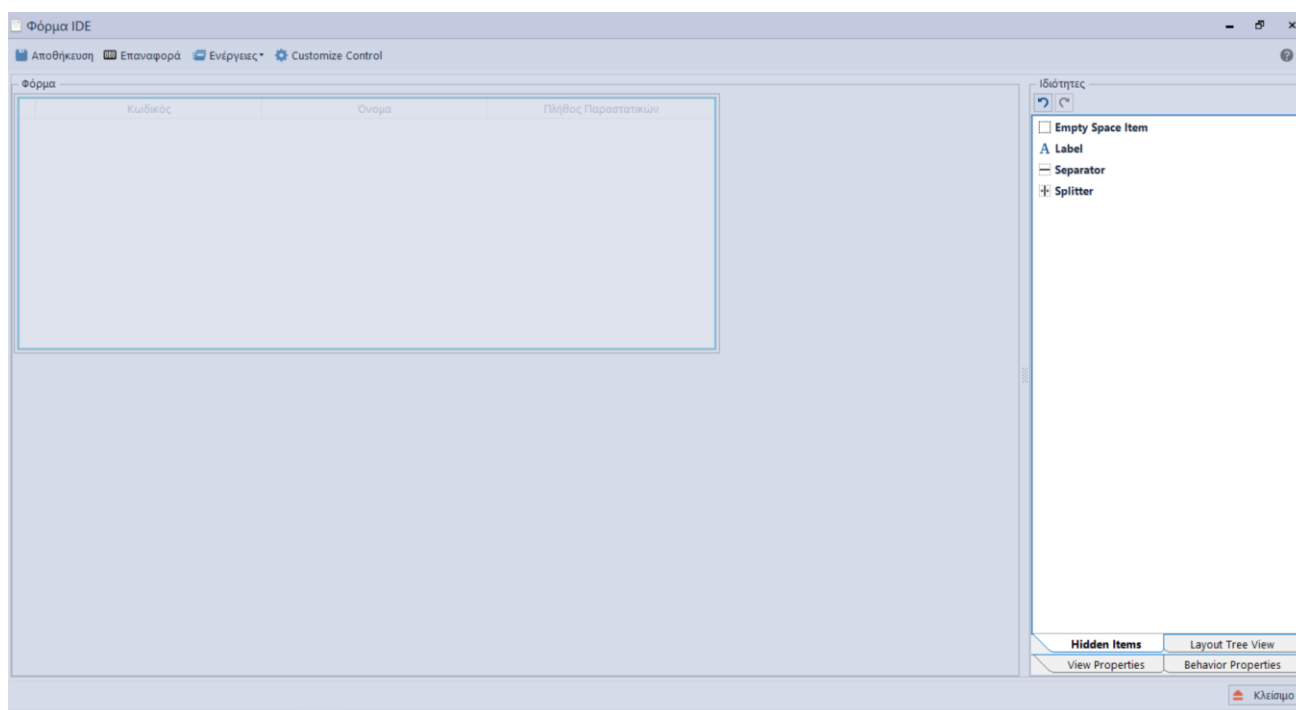 Φόρμα IDE
Αποθήκευση Επαναφορά Ενέργειες Customize Control
Φόρμα
Ιδιότητες
Κωδικός Όνομα Πλήθος Παραστατικών
Empty Space Item
A Label
Separator
Splitter
Hidden Items Layout Tree View
View Properties Behavior Properties
Κλείσιμο